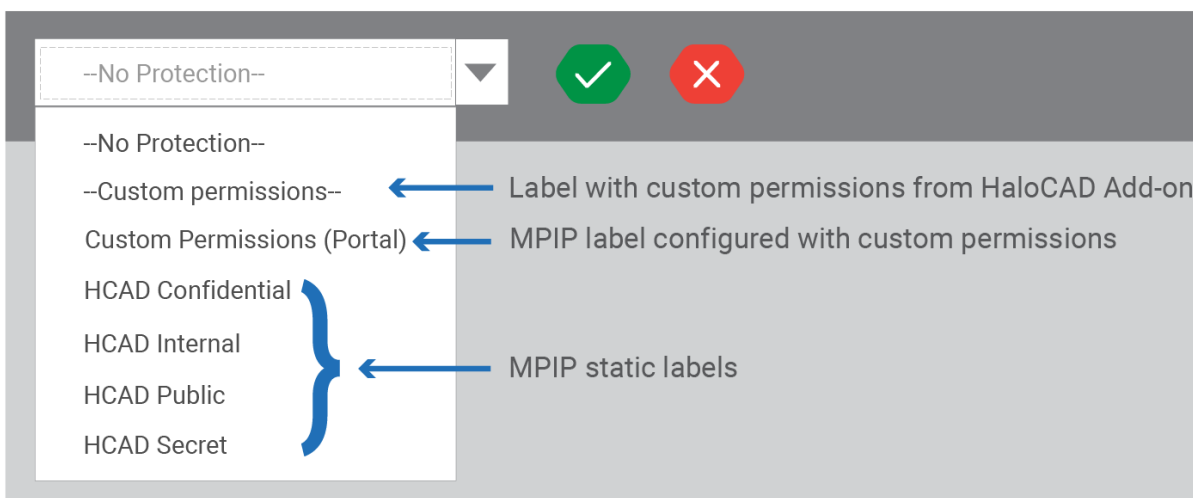 --No Protection--
--No Protection--
--Custom permissions--
Label with custom permissions from HaloCAD Add-on
Custom Permissions (Portal)
MPIP label configured with custom permissions
HCAD Confidential
HCAD Internal
MPIP static labels
HCAD Public
HCAD Secret